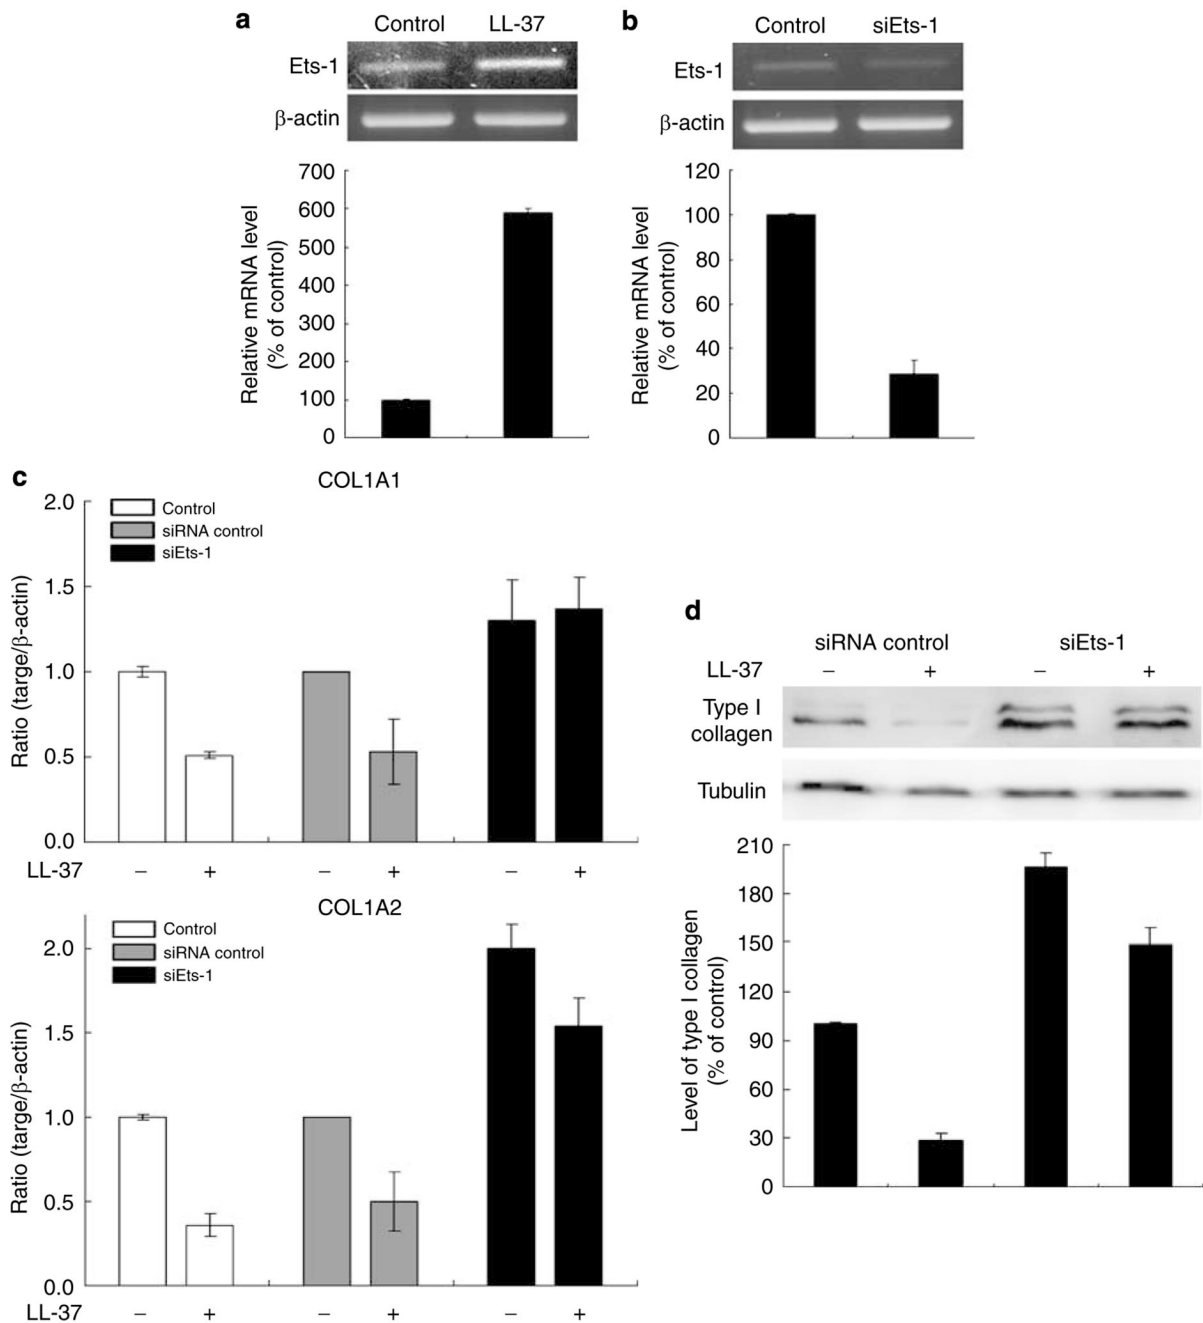 a
Control LL-37
Ets-1
β-actin
700
600
500
400
300
200
100
0
Relative mRNA level
(% of control)
b
Control siEts-1
Ets-1
β-actin
120
100
80
60
40
20
0
Relative mRNA level
(% of control)
c
COL1A1
Control
siRNA control
siEts-1
2.0
1.5
1.0
0.5
0.0
Ratio (targe/β-actin)
LL-37 – + – + – +
COL1A2
Control
siRNA control
siEts-1
2.0
1.5
1.0
0.5
0.0
Ratio (targe/β-actin)
LL-37 – + – + – +
d
siRNA control siEts-1
LL-37 – + – +
Type I
collagen
Tubulin
210
180
150
120
90
60
30
0
Level of type I collagen
(% of control)